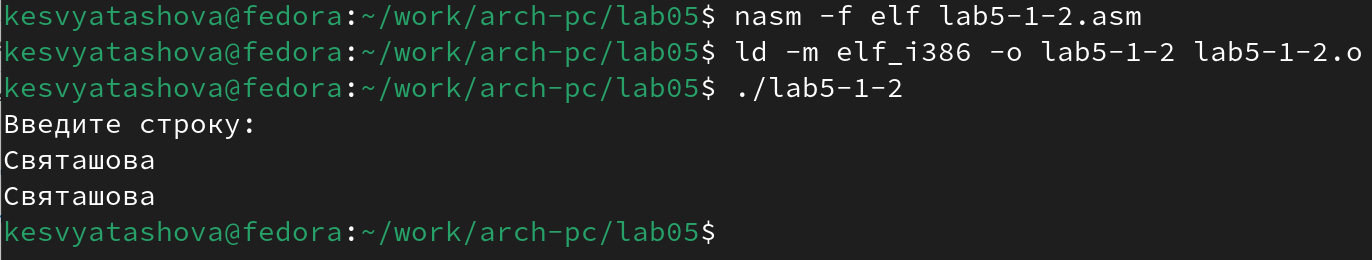 kesvyatashova@fedora:~/work/arch-pc/lab05$ nasm -f elf lab5-1-2.asm
kesvyatashova@fedora:~/work/arch-pc/lab05$ ld -m elf_i386 -o lab5-1-2 lab5-1-2.o
kesvyatashova@fedora:~/work/arch-pc/lab05$ ./lab5-1-2
Введите строку:
Святашова
Святашова
kesvyatashova@fedora:~/work/arch-pc/lab05$